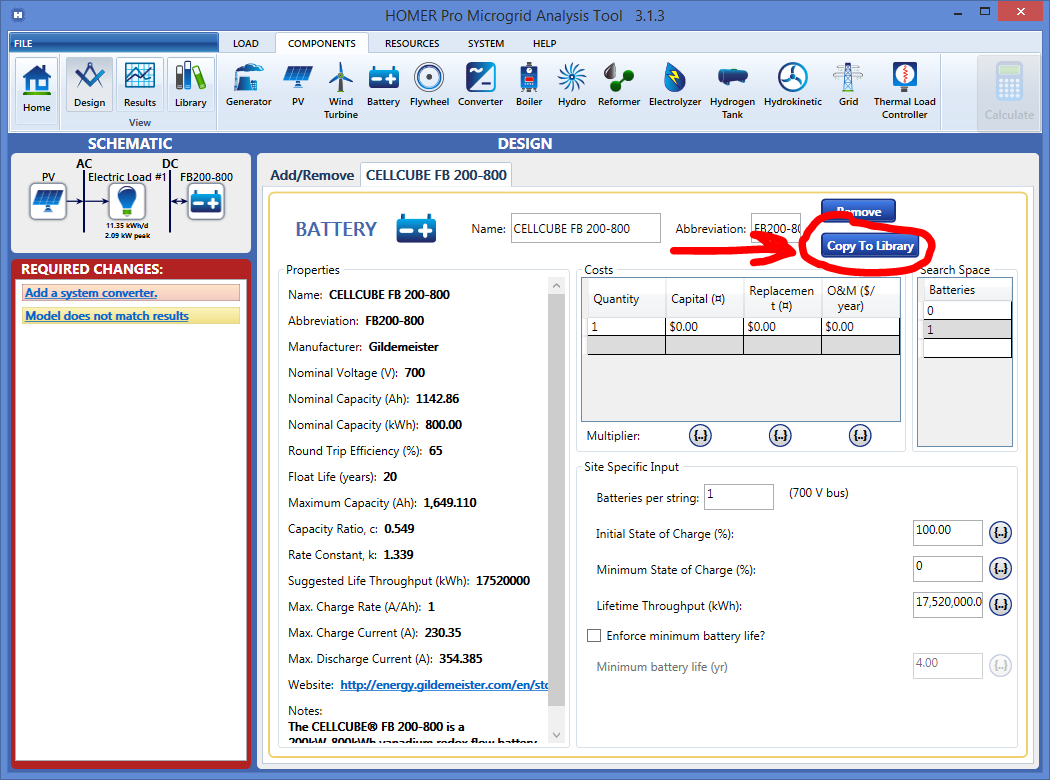 HOMER Pro Microgrid Analysis Tool 3.1.3
FILE LOAD COMPONENTS RESOURCES SYSTEM HELP
Home
Design Results Library
View
Generator PV Wind Turbine Battery Flywheel Converter Boiler Hydro Reformer Electrolyzer Hydrogen Tank Hydrokinetic Grid Thermal Load Controller
Calculate
SCHEMATIC
AC DC
PV Electric Load #1 FB200-800
11.35 kWh/d
2.09 kW peak
REQUIRED CHANGES:
Add a system converter.
Model does not match results
DESIGN
Add/Remove CELLCUBE FB 200-800
BATTERY Name: CELLCUBE FB 200-800 Abbreviation: FB200-80
Remove
Copy To Library
Properties
Name: CELLCUBE FB 200-800
Abbreviation: FB200-800
Manufacturer: Gildemeister
Nominal Voltage (V): 700
Nominal Capacity (Ah): 1142.86
Nominal Capacity (kWh): 800.00
Round Trip Efficiency (%): 65
Float Life (years): 20
Maximum Capacity (Ah): 1,649.110
Capacity Ratio, c: 0.549
Rate Constant, k: 1.339
Suggested Life Throughput (kWh): 17520000
Max. Charge Rate (A/Ah): 1
Max. Charge Current (A): 230.35
Max. Discharge Current (A): 354.385
Website: http://energy.gildemeister.com/en/sto
Notes:
The CELLCUBE® FB 200-800 is a
200kW-800kWh vanadium redox flow battery
Costs
Quantity Capital (¤) Replacemen
t (¤) O&M ($/
year)
1 $0.00 $0.00 $0.00
Multiplier: {..} {..} {..}
Search Space
Batteries
0
1
Site Specific Input
Batteries per string: 1 (700 V bus)
Initial State of Charge (%): 100.00 {..}
Minimum State of Charge (%): 0 {..}
Lifetime Throughput (kWh): 17,520,000.0 {..}
Enforce minimum battery life?
Minimum battery life (yr) 4.00 {..}